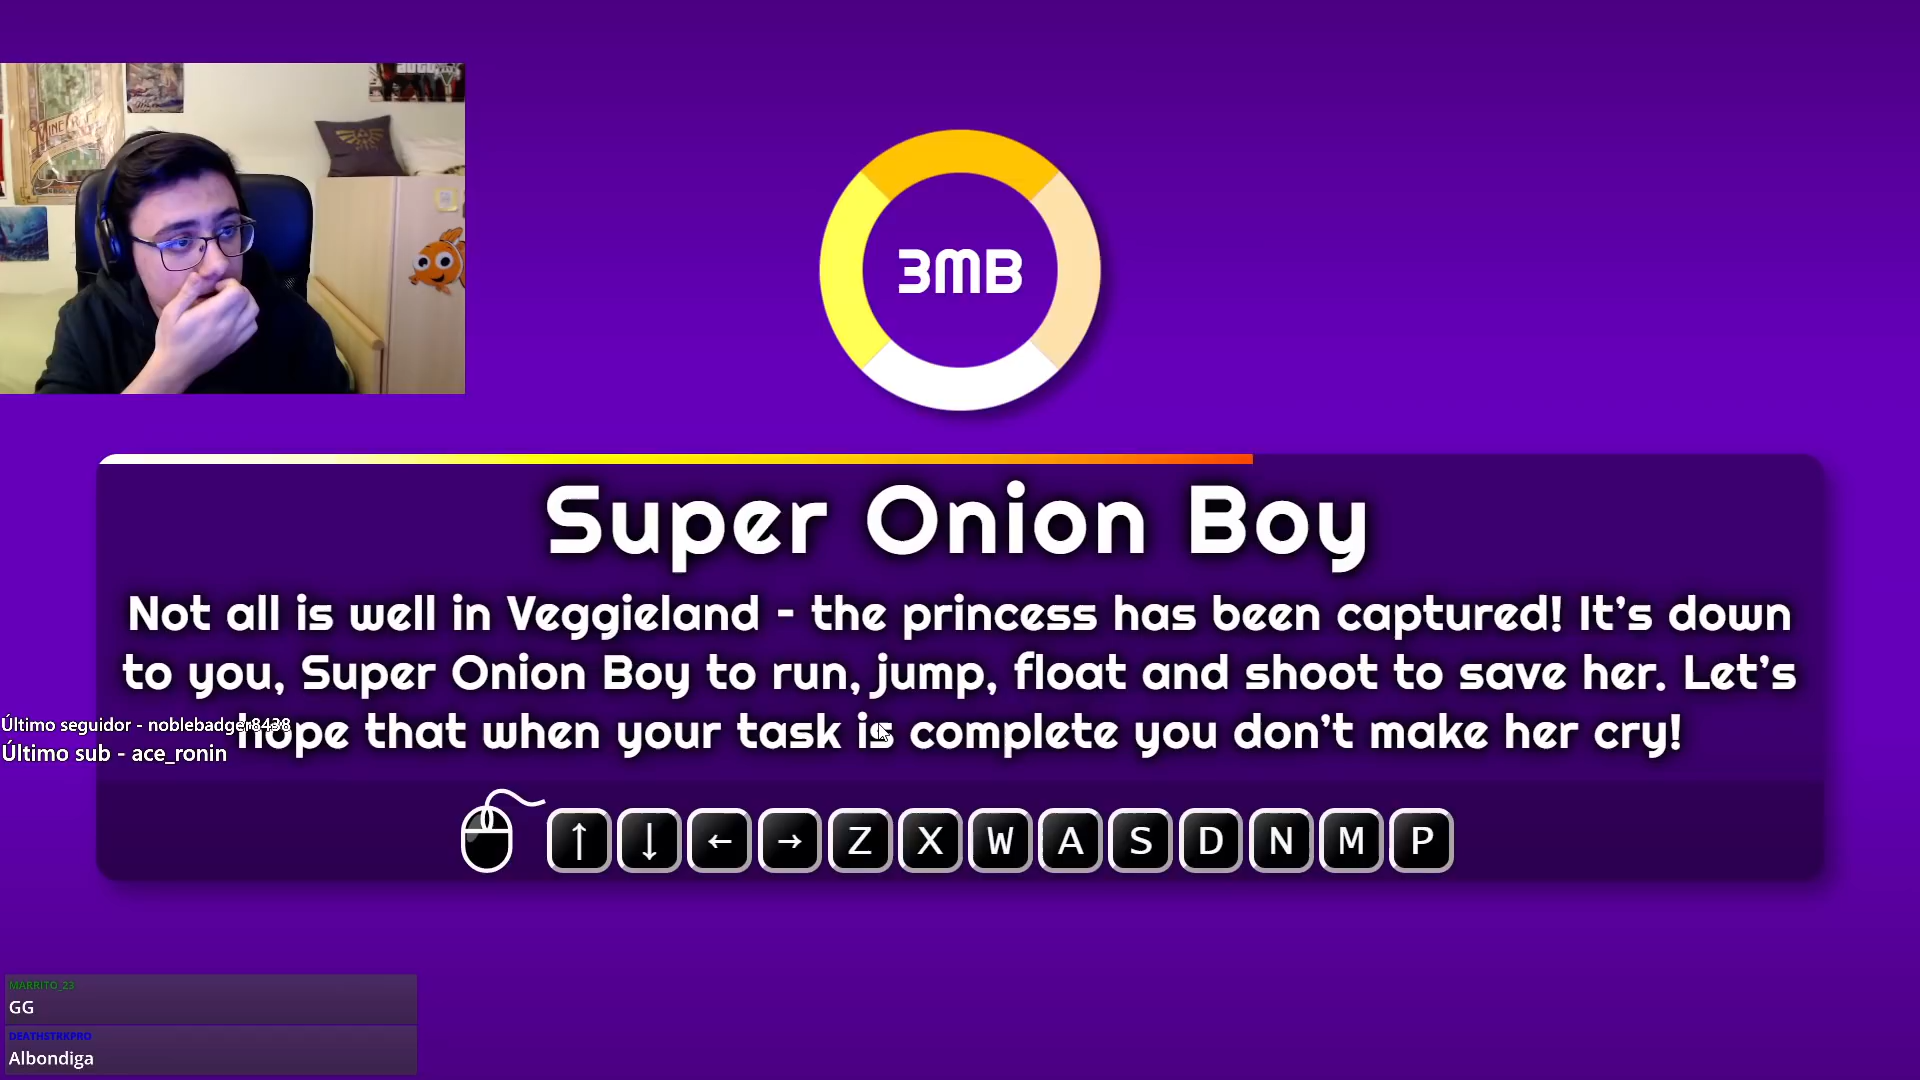 MINECRAFT
3MB
Super Onion Boy
Not all is well in Veggieland - the princess has been captured! It's down
to you, Super Onion Boy to run, jump, float and shoot to save her. Let's
hope that when your task is complete you don't make her cry!
Último seguidor - noblebadger8438
Último sub - ace_ronin
↑ ↓ ← → Z X W A S D N M P
MARRITO_23
GG
DEATHSTRKPRO
Albondiga